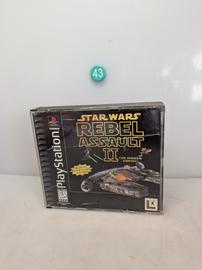 43
PlayStation
STAR WARS
REBEL
ASSAULT
II
THE HIDDEN
EMPIRE